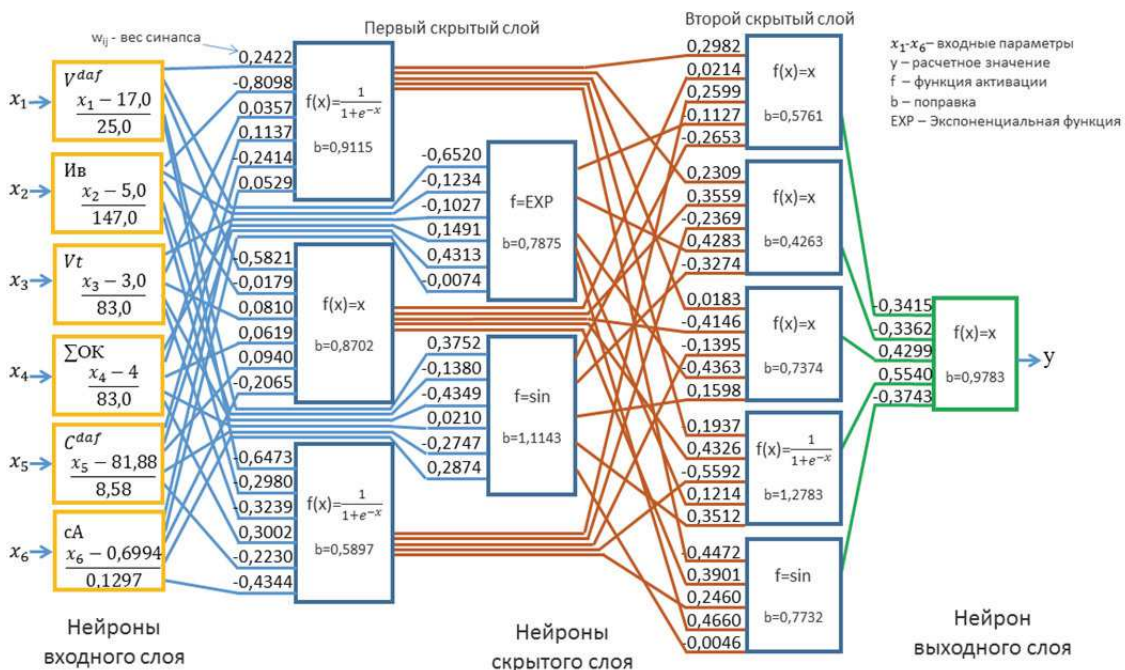 Первый скрытый слой
Второй скрытый слой
w_ij - вес синапса
x₁-x₆– входные параметры
y – расчетное значение
f – функция активации
b – поправка
EXP – Экспоненциальная функция
x₁
V^daf
x₁ − 17,0
25,0
x₂
Ив
x₂ − 5,0
147,0
x₃
Vt
x₃ − 3,0
83,0
x₄
∑ОК
x₄ − 4
83,0
x₅
C^daf
x₅ − 81,88
8,58
x₆
cA
x₆ − 0,6994
0,1297
Нейроны
входного слоя
0,2422
-0,8098
0,0357
0,1137
-0,2414
0,0529
f(x)=1/(1+e^-x)
b=0,9115
-0,5821
-0,0179
0,0810
0,0619
0,0940
-0,2065
f(x)=x
b=0,8702
-0,6473
-0,2980
-0,3239
0,3002
-0,2230
-0,4344
f(x)=1/(1+e^-x)
b=0,5897
-0,6520
-0,1234
-0,1027
0,1491
0,4313
-0,0074
f=EXP
b=0,7875
0,3752
-0,1380
-0,4349
0,0210
-0,2747
0,2874
f=sin
b=1,1143
Нейроны
скрытого слоя
0,2982
0,0214
0,2599
-0,1127
-0,2653
f(x)=x
b=0,5761
0,2309
0,3559
-0,2369
0,4283
-0,3274
f(x)=x
b=0,4263
0,0183
-0,4146
-0,1395
-0,4363
0,1598
f(x)=x
b=0,7374
-0,1937
0,4326
-0,5592
0,1214
0,3512
f(x)=1/(1+e^-x)
b=1,2783
-0,4472
0,3901
0,2460
0,4660
-0,0046
f=sin
b=0,7732
-0,3415
-0,3362
0,4299
0,5540
-0,3743
f(x)=x
b=0,9783
y
Нейрон
выходного слоя